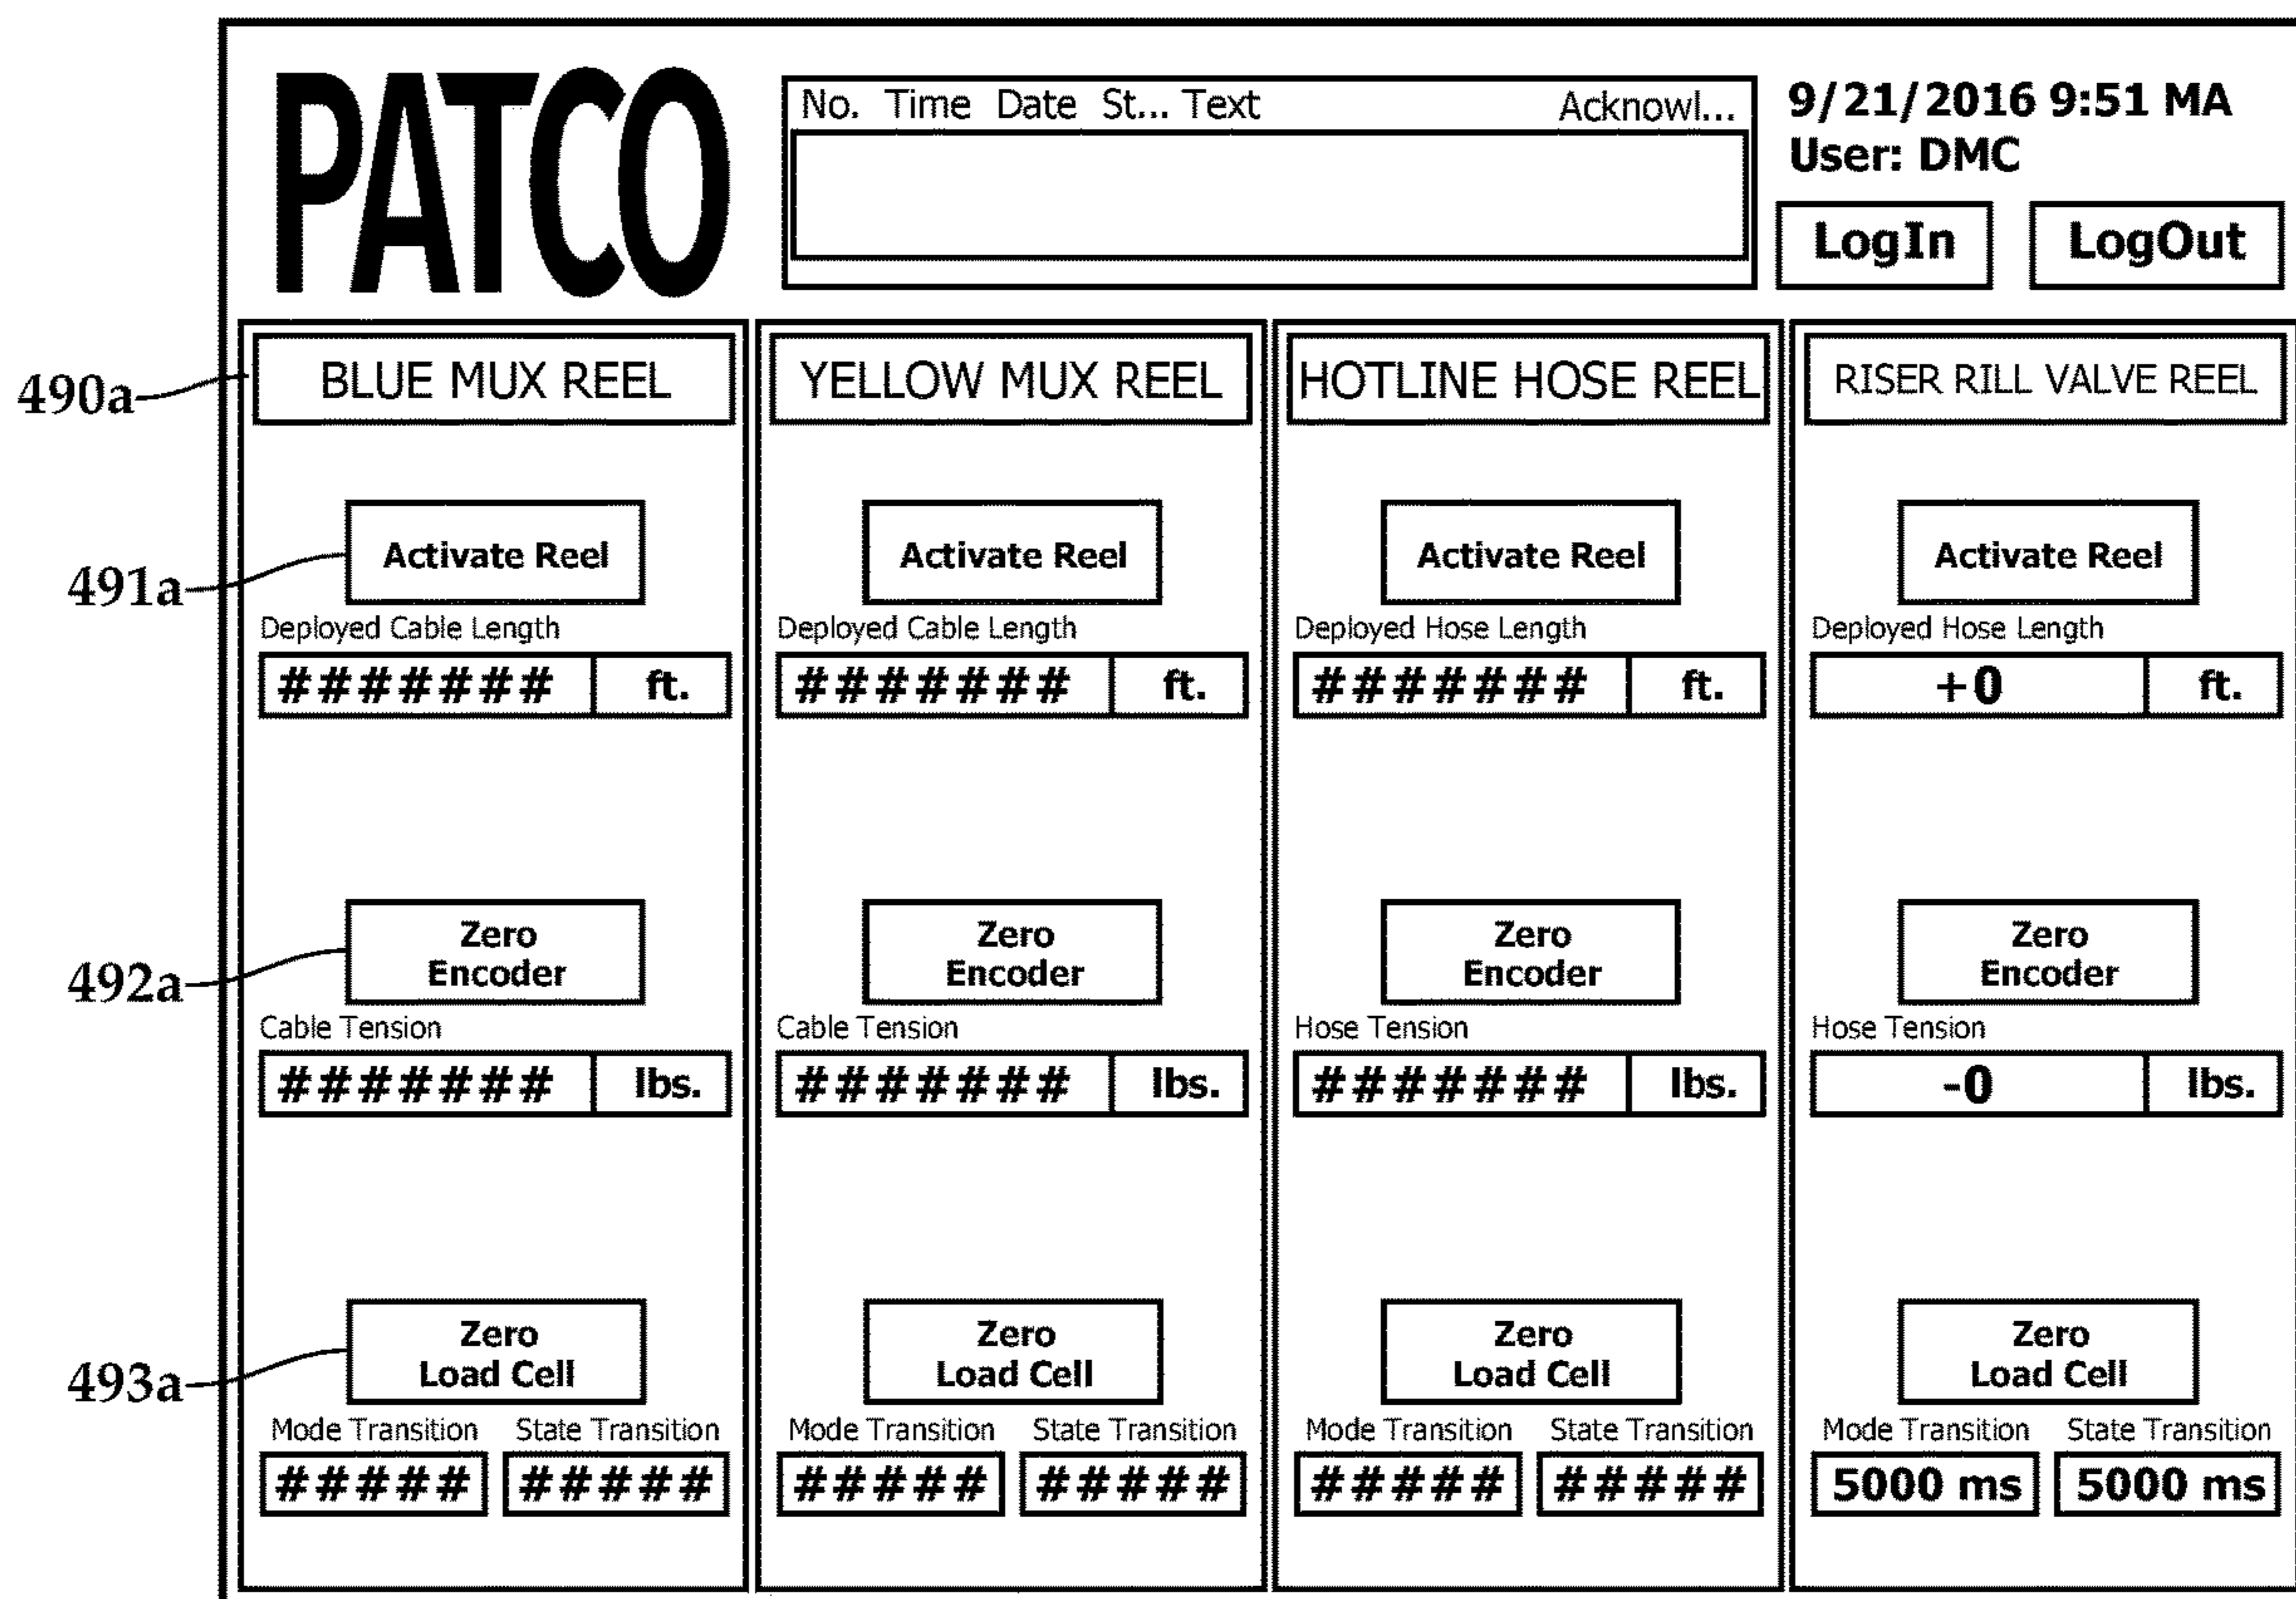 PATCO
No. Time Date St... Text Acknowl...
9/21/2016 9:51 MA
User: DMC
LogIn LogOut
490a
BLUE MUX REEL YELLOW MUX REEL HOTLINE HOSE REEL RISER RILL VALVE REEL
491a
Activate Reel Activate Reel Activate Reel Activate Reel
Deployed Cable Length Deployed Cable Length Deployed Hose Length Deployed Hose Length
####### ft. ####### ft. ####### ft. +0 ft.
492a
Zero Zero Zero Zero
Encoder Encoder Encoder Encoder
Cable Tension Cable Tension Hose Tension Hose Tension
####### lbs. ####### lbs. ####### lbs. -0 lbs.
493a
Zero Zero Zero Zero
Load Cell Load Cell Load Cell Load Cell
Mode Transition State Transition Mode Transition State Transition Mode Transition State Transition Mode Transition State Transition
##### ##### ##### ##### ##### ##### 5000 ms 5000 ms